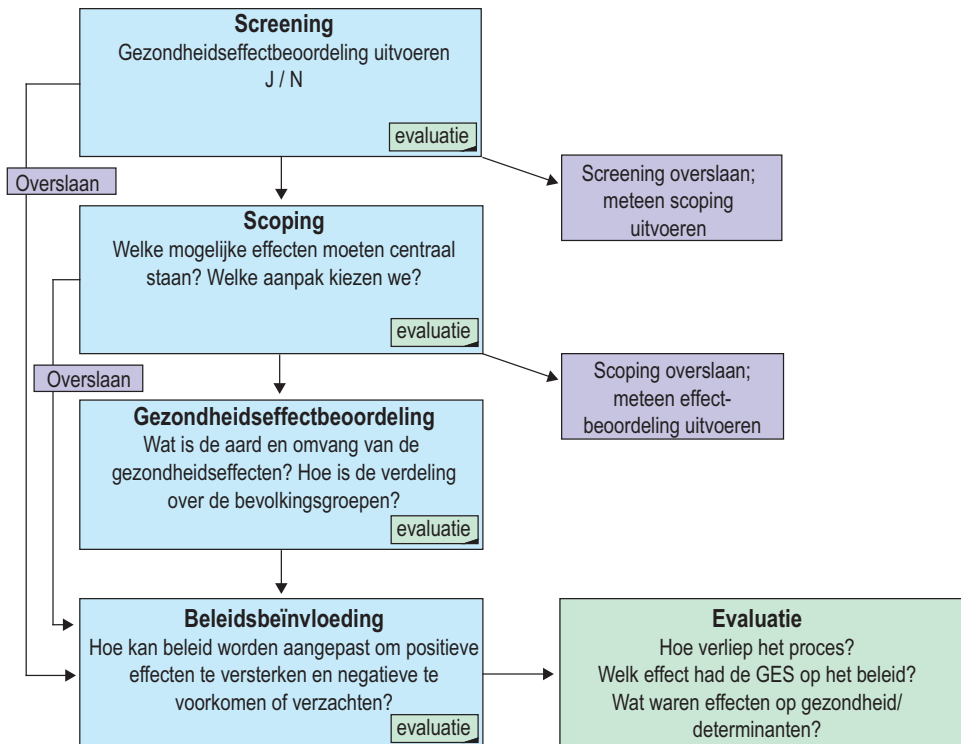 Screening
Gezondheidseffectbeoordeling uitvoeren
J / N
evaluatie
Overslaan
Screening overslaan;
meteen scoping
uitvoeren
Scoping
Welke mogelijke effecten moeten centraal
staan? Welke aanpak kiezen we?
evaluatie
Overslaan
Scoping overslaan;
meteen effect-
beoordeling uitvoeren
Gezondheidseffectbeoordeling
Wat is de aard en omvang van de
gezondheidseffecten? Hoe is de verdeling
over de bevolkingsgroepen?
evaluatie
Beleidsbeïnvloeding
Hoe kan beleid worden aangepast om positieve
effecten te versterken en negatieve te
voorkomen of verzachten?
evaluatie
Evaluatie
Hoe verliep het proces?
Welk effect had de GES op het beleid?
Wat waren effecten op gezondheid/
determinanten?